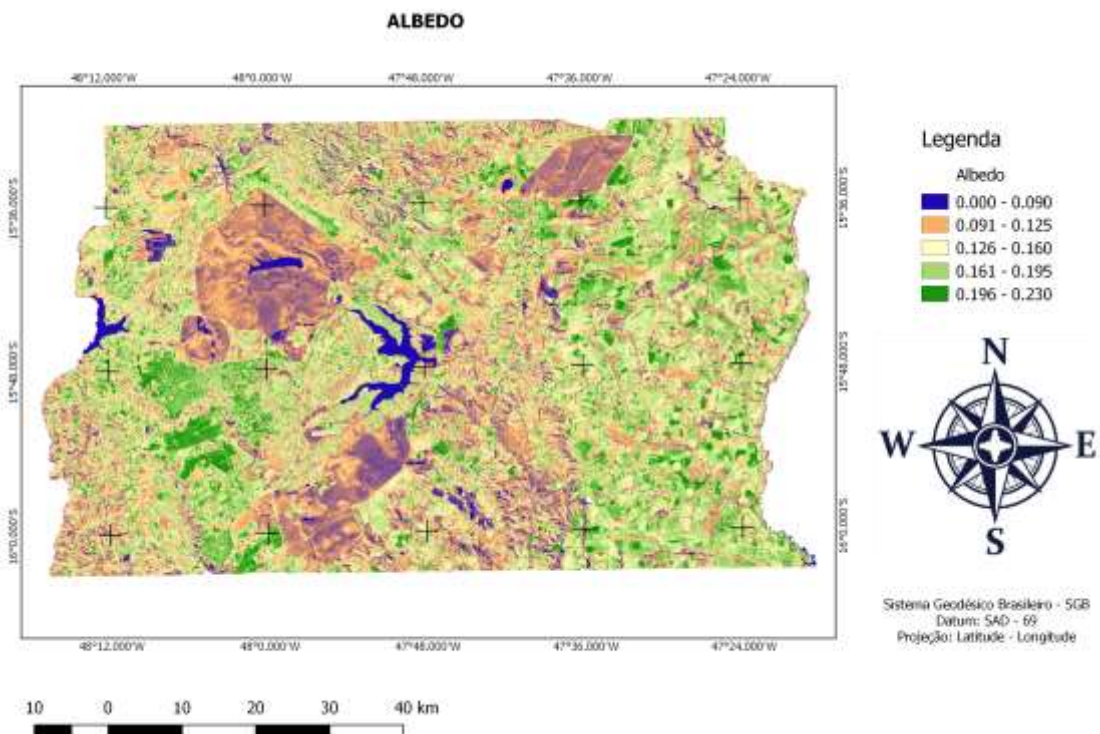 ALBEDO
48°12.000'W 48°0.000'W 47°48.000'W 47°36.000'W 47°24.000'W
15°36.000'S
15°48.000'S
16°0.000'S
15°36.000'S
15°48.000'S
16°0.000'S
48°12.000'W 48°0.000'W 47°48.000'W 47°36.000'W 47°24.000'W
Legenda
Albedo
0.000 - 0.090
0.091 - 0.125
0.126 - 0.160
0.161 - 0.195
0.196 - 0.230
N
W E
S
Sistema Geodésico Brasileiro - SGB
Datum: SAD - 69
Projeção: Latitude - Longitude
10 0 10 20 30 40 km